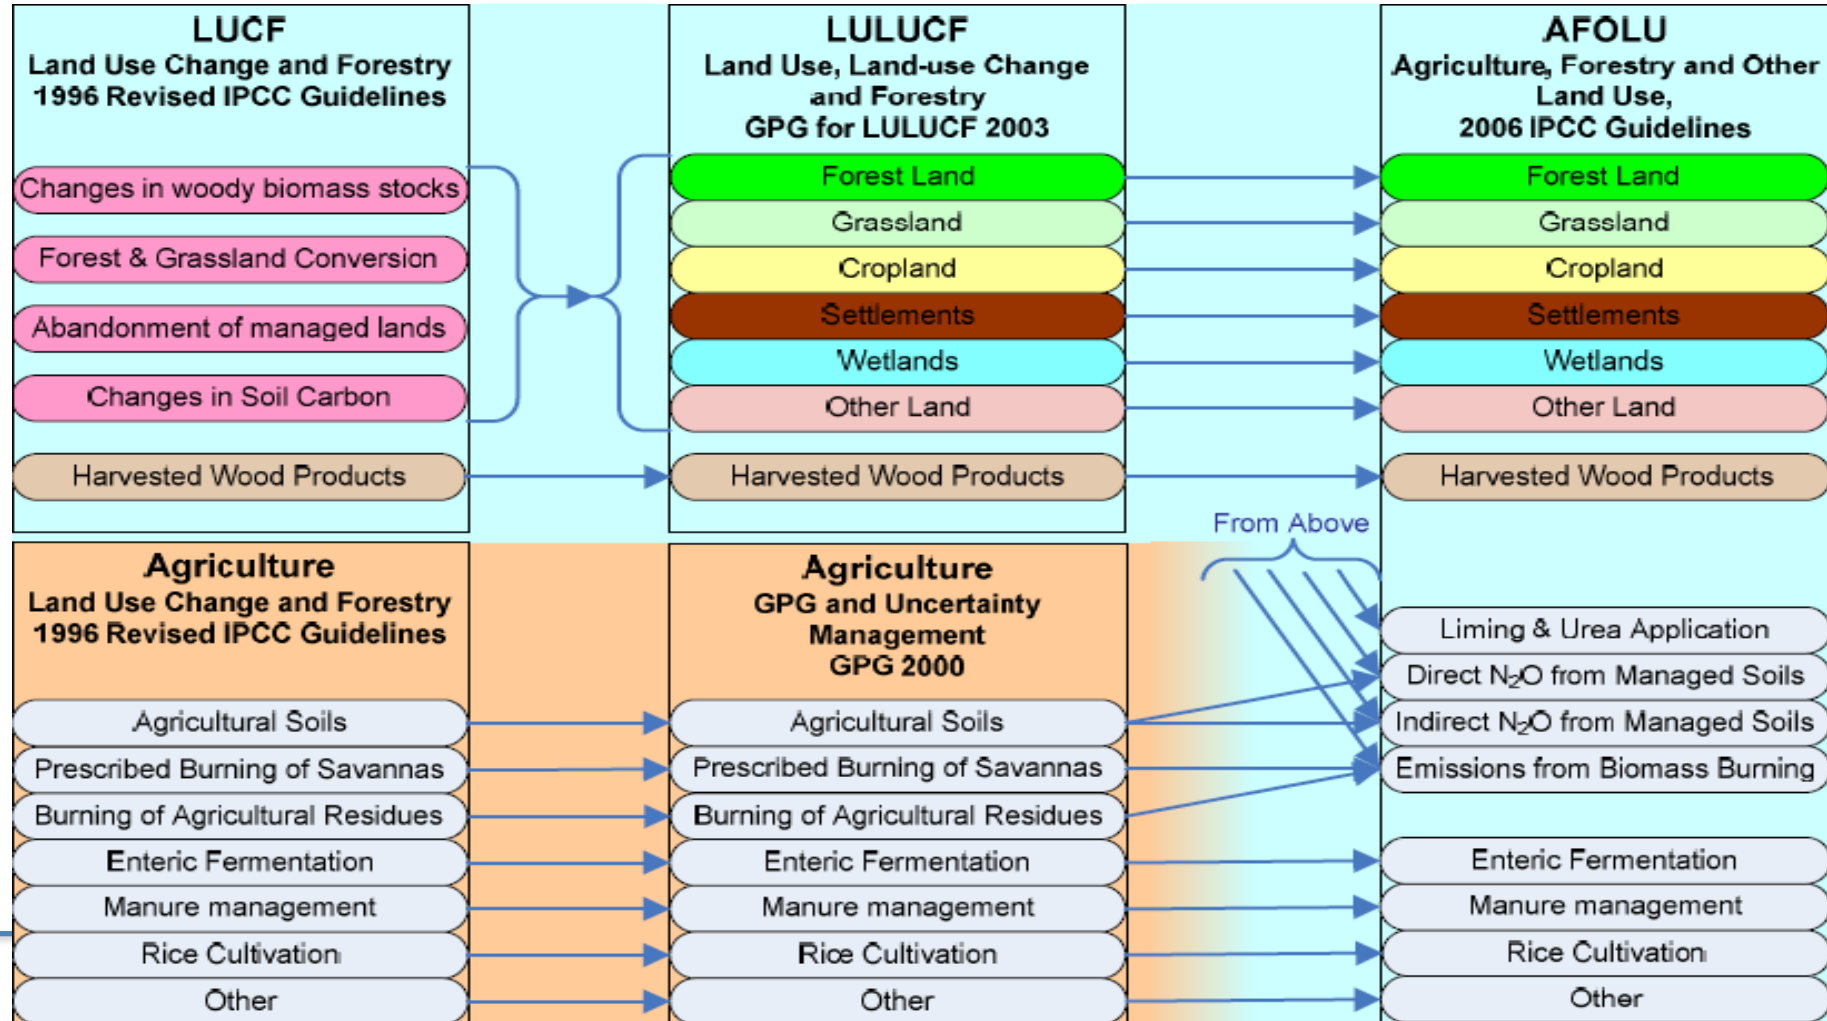 LUCF
Land Use Change and Forestry
1996 Revised IPCC Guidelines
Changes in woody biomass stocks
Forest & Grassland Conversion
Abandonment of managed lands
Changes in Soil Carbon
Harvested Wood Products
LULUCF
Land Use, Land-use Change
and Forestry
GPG for LULUCF 2003
Forest Land
Grassland
Cropland
Settlements
Wetlands
Other Land
Harvested Wood Products
AFOLU
Agriculture, Forestry and Other
Land Use,
2006 IPCC Guidelines
Forest Land
Grassland
Cropland
Settlements
Wetlands
Other Land
Harvested Wood Products
From Above
Liming & Urea Application
Direct N₂O from Managed Soils
Indirect N₂O from Managed Soils
Emissions from Biomass Burning
Enteric Fermentation
Manure management
Rice Cultivation
Other
Agriculture
Land Use Change and Forestry
1996 Revised IPCC Guidelines
Agricultural Soils
Prescribed Burning of Savannas
Burning of Agricultural Residues
Enteric Fermentation
Manure management
Rice Cultivation
Other
Agriculture
GPG and Uncertainty
Management
GPG 2000
Agricultural Soils
Prescribed Burning of Savannas
Burning of Agricultural Residues
Enteric Fermentation
Manure management
Rice Cultivation
Other